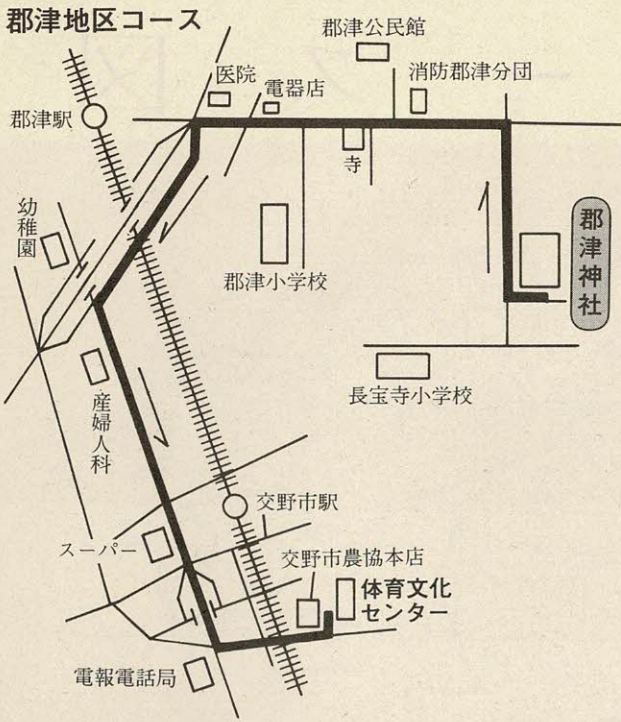 郡津地区コース
郡津公民館
医院
電器店
消防郡津分団
郡津駅
寺
幼稚園
郡津神社
郡津小学校
長宝寺小学校
産婦人科
交野市駅
スーパー
交野市農協本店
体育文化
センター
電報電話局